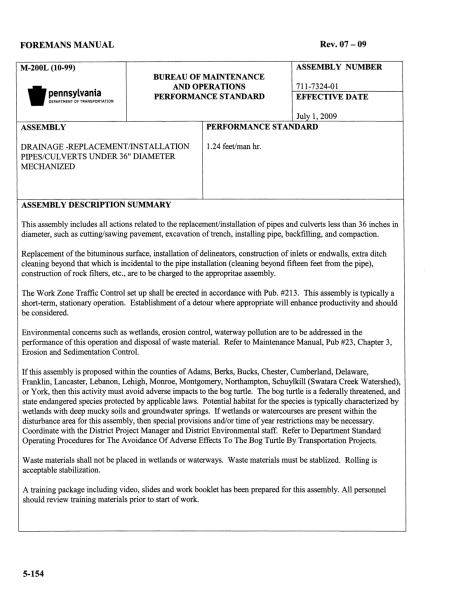 FOREMANS MANUAL
Rev. 07 – 09
M-200L (10-99)
pennsylvania
DEPARTMENT OF TRANSPORTATION
BUREAU OF MAINTENANCE
AND OPERATIONS
PERFORMANCE STANDARD
ASSEMBLY NUMBER
711-7324-01
EFFECTIVE DATE
July 1, 2009
ASSEMBLY
DRAINAGE -REPLACEMENT/INSTALLATION
PIPES/CULVERTS UNDER 36" DIAMETER
MECHANIZED
PERFORMANCE STANDARD
1.24 feet/man hr.
ASSEMBLY DESCRIPTION SUMMARY
This assembly includes all actions related to the replacement/installation of pipes and culverts less than 36 inches in
diameter, such as cutting/sawing pavement, excavation of trench, installing pipe, backfilling, and compaction.
Replacement of the bituminous surface, installation of delineators, construction of inlets or endwalls, extra ditch
cleaning beyond that which is incidental to the pipe installation (cleaning beyond fifteen feet from the pipe),
construction of rock filters, etc., are to be charged to the appropritae assembly.
The Work Zone Traffic Control set up shall be erected in accordance with Pub. #213. This assembly is typically a
short-term, stationary operation. Establishment of a detour where appropriate will enhance productivity and should
be considered.
Environmental concerns such as wetlands, erosion control, waterway pollution are to be addressed in the
performance of this operation and disposal of waste material. Refer to Maintenance Manual, Pub #23, Chapter 3,
Erosion and Sedimentation Control.
If this assembly is proposed within the counties of Adams, Berks, Bucks, Chester, Cumberland, Delaware,
Franklin, Lancaster, Lebanon, Lehigh, Monroe, Montgomery, Northampton, Schuylkill (Swatara Creek Watershed),
or York, then this activity must avoid adverse impacts to the bog turtle. The bog turtle is a federally threatened, and
state endangered species protected by applicable laws. Potential habitat for the species is typically characterized by
wetlands with deep mucky soils and groundwater springs. If wetlands or watercourses are present within the
disturbance area for this assembly, then special provisions and/or time of year restrictions may be necessary.
Coordinate with the District Project Manager and District Environmental staff. Refer to Department Standard
Operating Procedures for The Avoidance Of Adverse Effects To The Bog Turtle By Transportation Projects.
Waste materials shall not be placed in wetlands or waterways. Waste materials must be stablized. Rolling is
acceptable stabilization.
A training package including video, slides and work booklet has been prepared for this assembly. All personnel
should review training materials prior to start of work.
5-154